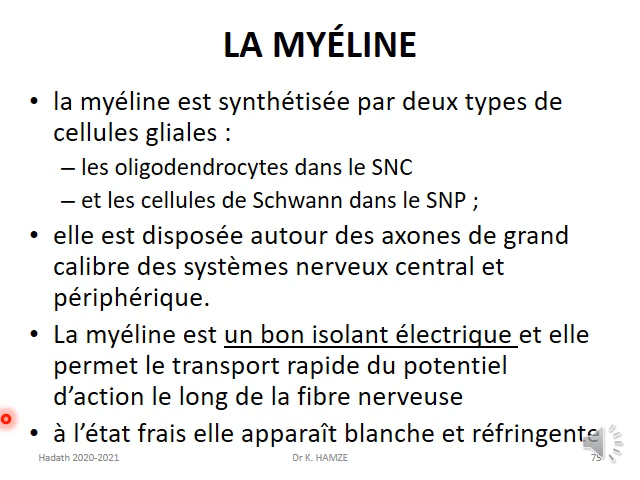 LA MYÉLINE
• la myéline est synthétisée par deux types de
cellules gliales :
– les oligodendrocytes dans le SNC
– et les cellules de Schwann dans le SNP ;
• elle est disposée autour des axones de grand
calibre des systèmes nerveux central et
périphérique.
• La myéline est un bon isolant électrique et elle
permet le transport rapide du potentiel
d’action le long de la fibre nerveuse
• à l’état frais elle apparaît blanche et réfringente
Hadath 2020-2021 Dr K. HAMZE 75